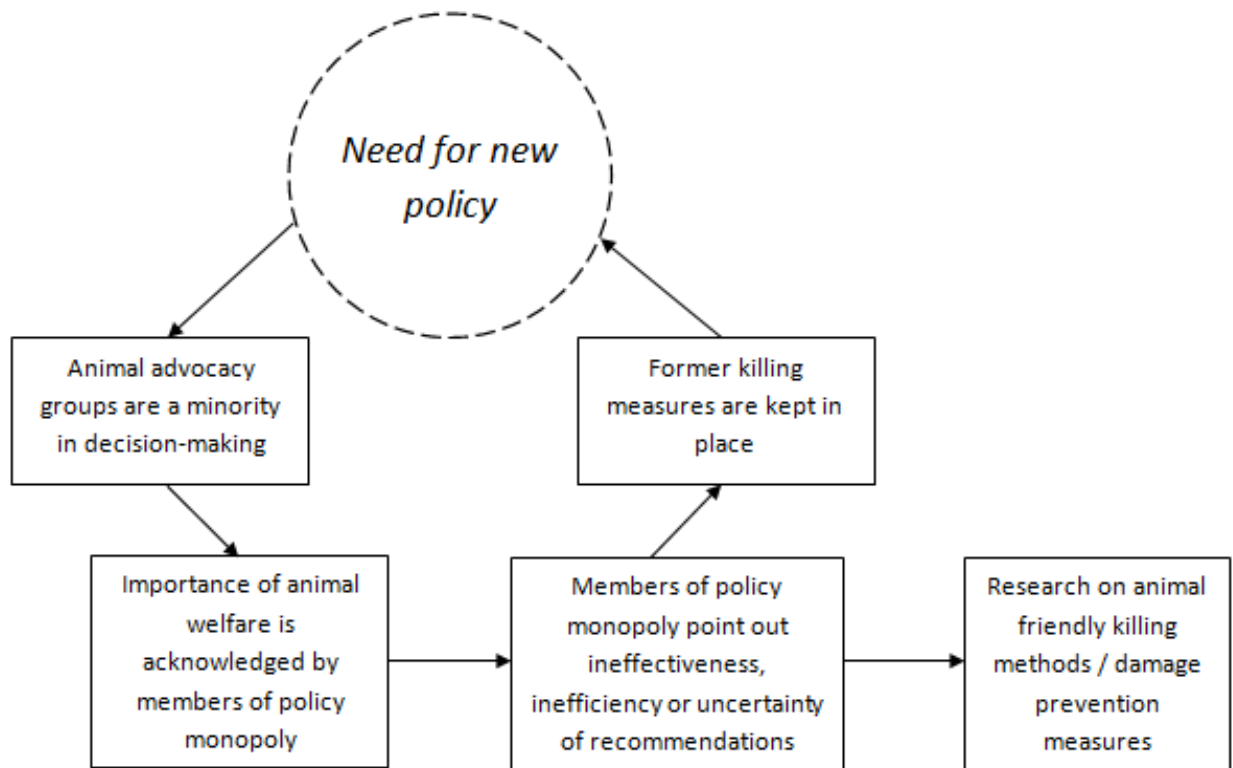 Need for new
policy
Animal advocacy
groups are a minority
in decision-making
Former killing
measures are kept in
place
Importance of animal
welfare is
acknowledged by
members of policy
monopoly
Members of policy
monopoly point out
ineffectiveness,
inefficiency or uncertainty
of recommendations
Research on animal
friendly killing
methods / damage
prevention
measures